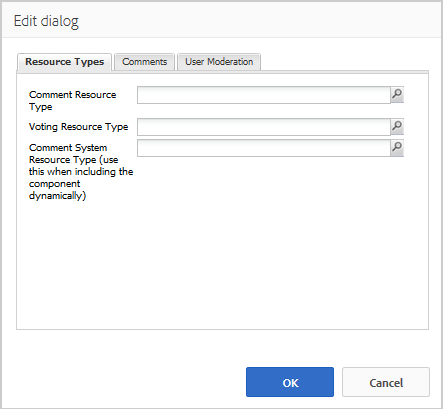 Edit dialog
Resource Types Comments User Moderation
Comment Resource
Type
Voting Resource Type
Comment System
Resource Type (use
this when including the
component
dynamically)
OK Cancel